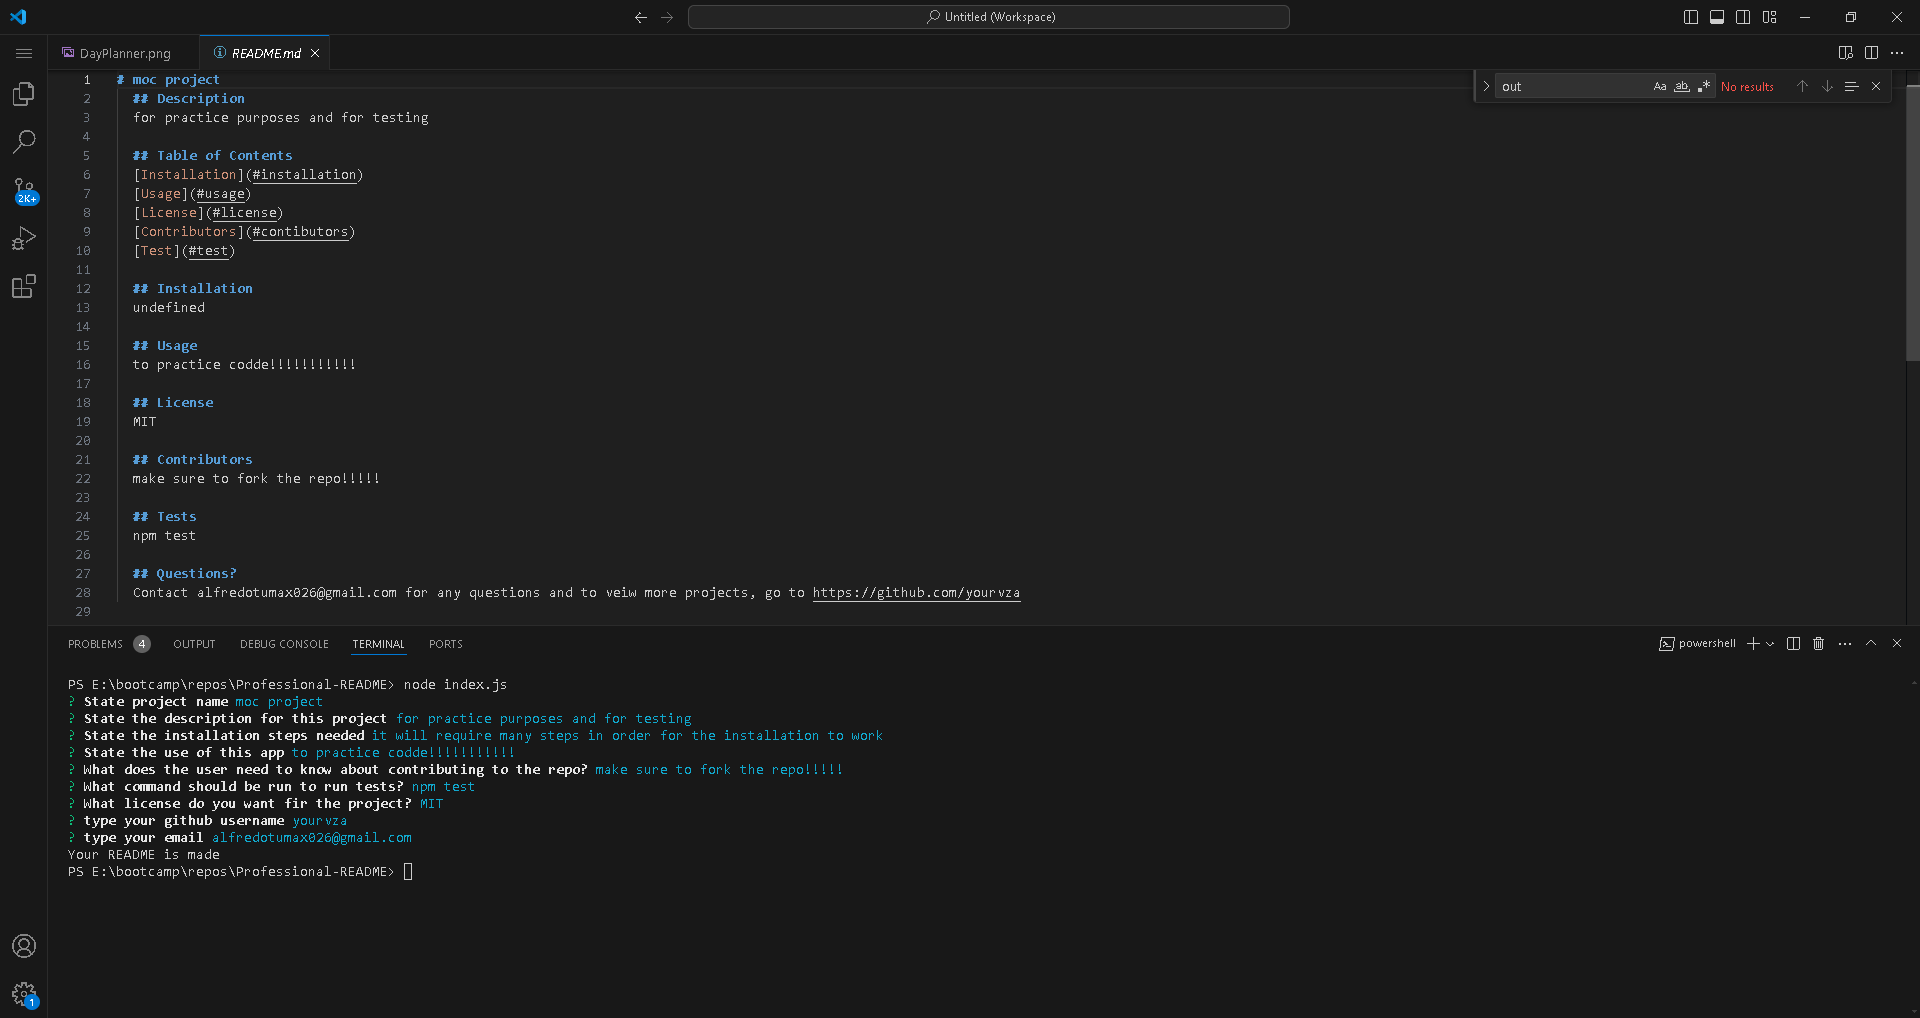 Untitled (Workspace)
DayPlanner.png
README.md
out
Aa
ab
No results
1 # moc project
2 ## Description
3 for practice purposes and for testing
4
5 ## Table of Contents
6 [Installation](#installation)
7 [Usage](#usage)
8 [License](#license)
9 [Contributors](#contibutors)
10 [Test](#test)
11
12 ## Installation
13 undefined
14
15 ## Usage
16 to practice codde!!!!!!!!!!!
17
18 ## License
19 MIT
20
21 ## Contributors
22 make sure to fork the repo!!!!!
23
24 ## Tests
25 npm test
26
27 ## Questions?
28 Contact alfredotumax026@gmail.com for any questions and to veiw more projects, go to https://github.com/yourvza
29
2K+
PROBLEMS 4 OUTPUT DEBUG CONSOLE TERMINAL PORTS
powershell
PS E:\bootcamp\repos\Professional-README> node index.js
? State project name moc project
? State the description for this project for practice purposes and for testing
? State the installation steps needed it will require many steps in order for the installation to work
? State the use of this app to practice codde!!!!!!!!!!!
? What does the user need to know about contributing to the repo? make sure to fork the repo!!!!!
? What command should be run to run tests? npm test
? What license do you want fir the project? MIT
? type your github username yourvza
? type your email alfredotumax026@gmail.com
Your README is made
PS E:\bootcamp\repos\Professional-README>
1